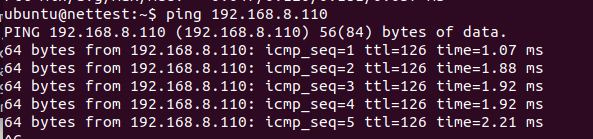 ubuntu@nettest:~$ ping 192.168.8.110
PING 192.168.8.110 (192.168.8.110) 56(84) bytes of data.
64 bytes from 192.168.8.110: icmp_seq=1 ttl=126 time=1.07 ms
64 bytes from 192.168.8.110: icmp_seq=2 ttl=126 time=1.88 ms
64 bytes from 192.168.8.110: icmp_seq=3 ttl=126 time=1.92 ms
64 bytes from 192.168.8.110: icmp_seq=4 ttl=126 time=1.92 ms
64 bytes from 192.168.8.110: icmp_seq=5 ttl=126 time=2.21 ms